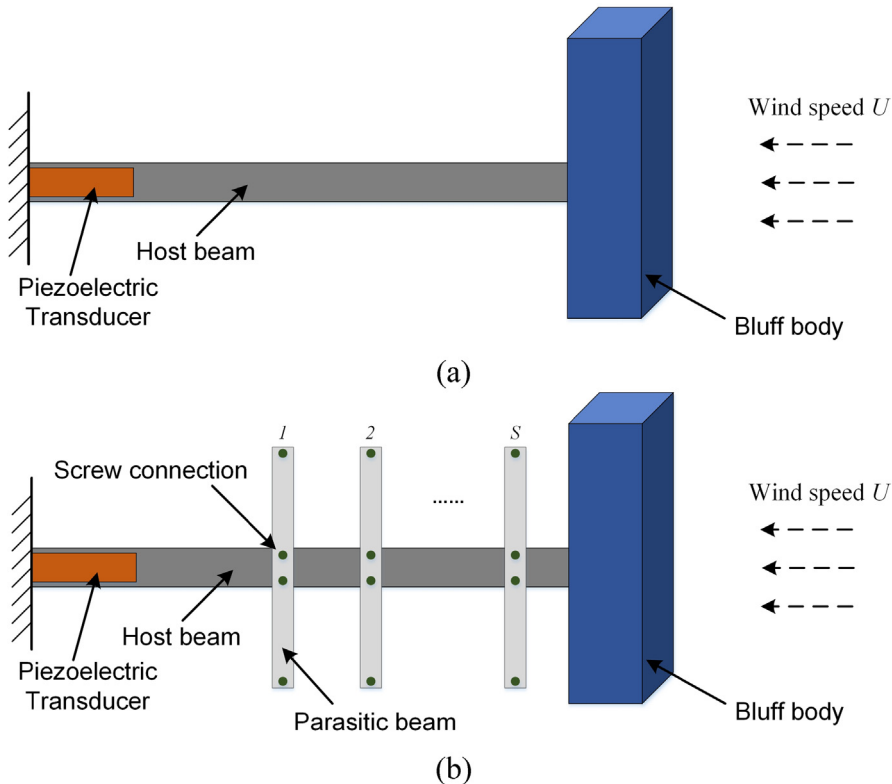 Wind speed U
Host beam
Piezoelectric
Transducer
Bluff body
(a)
1 2 S
Screw connection
......
Wind speed U
Host beam
Piezoelectric
Transducer
Parasitic beam
Bluff body
(b)